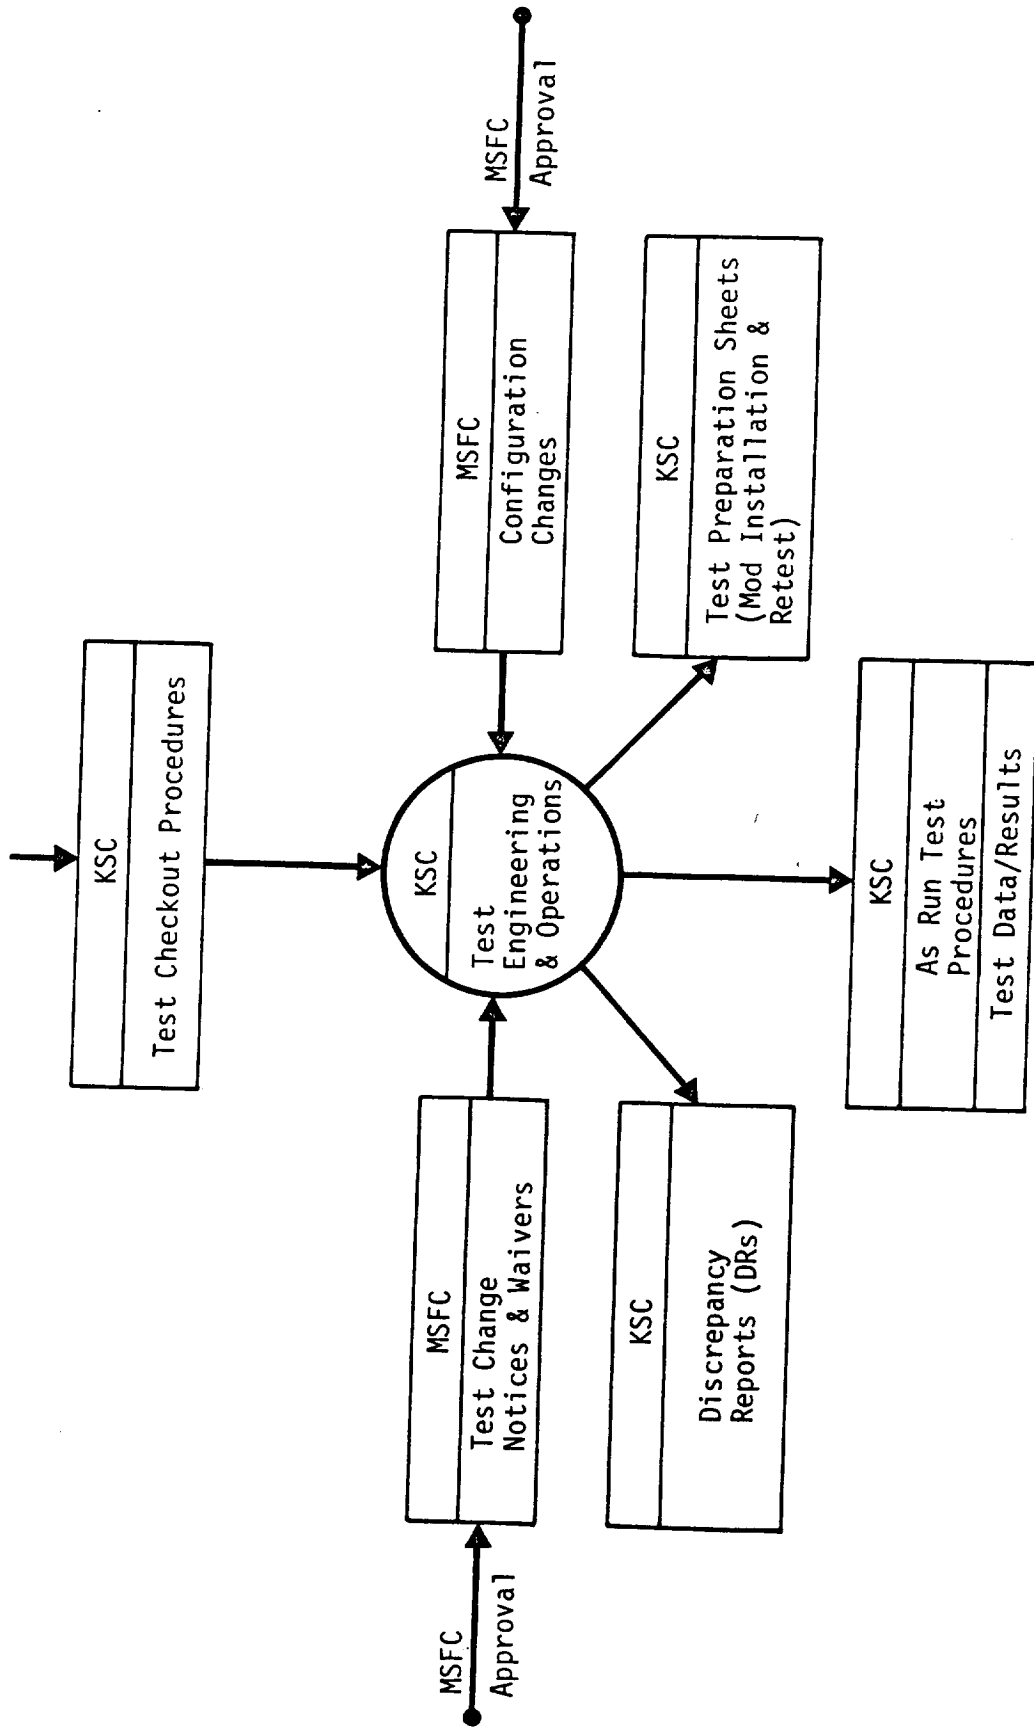 KSC
Test Checkout Procedures
MSFC
Approval
MSFC
Test Change
Notices & Waivers
KSC
Test
Engineering
& Operations
MSFC
Configuration
Changes
MSFC
Approval
KSC
Discrepancy
Reports (DRs)
KSC
As Run Test
Procedures
Test Data/Results
KSC
Test Preparation Sheets
(Mod Installation &
Retest)